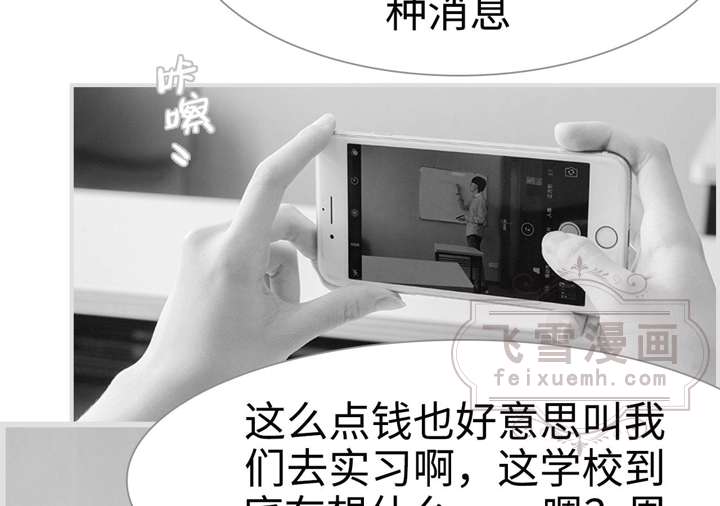 种消息
咔嚓
飞雪漫画
feixuemh.com
这么点钱也好意思叫我
们去实习啊，这学校到